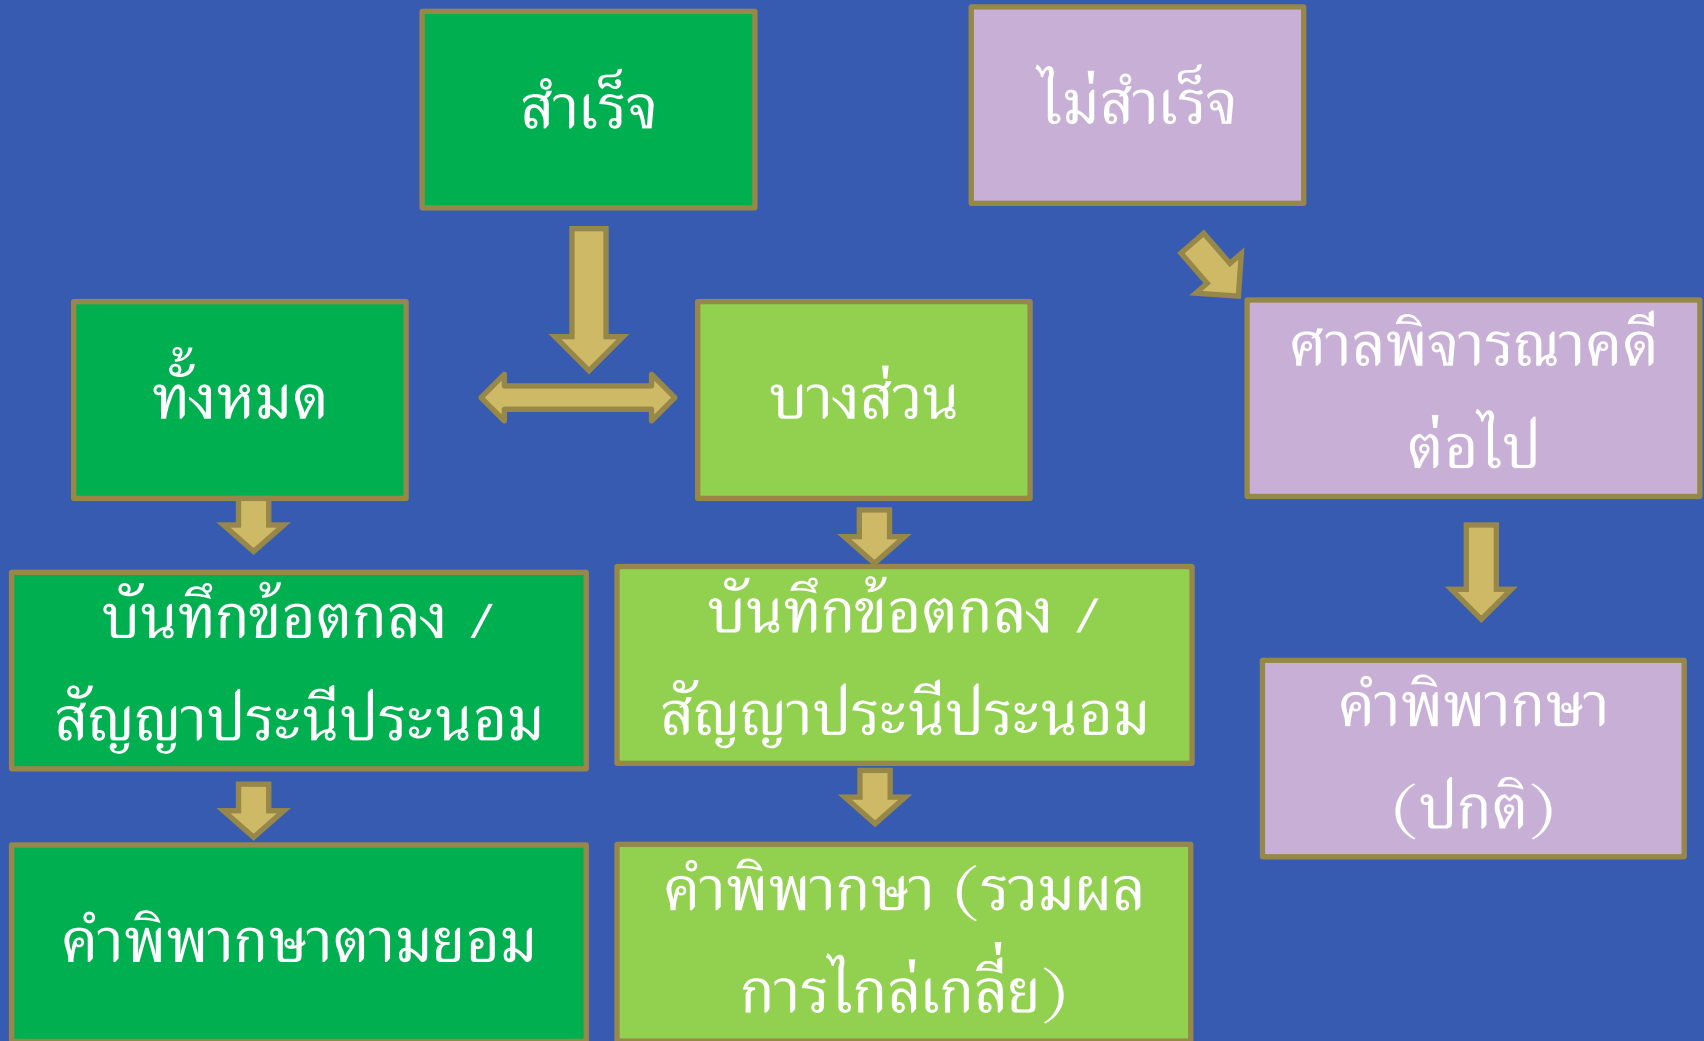 สำเร็จ
ไม่สำเร็จ
ทั้งหมด
บางส่วน
ศาลพิจารณาคดี
ต่อไป
บันทึกข้อตกลง /
สัญญาประนีประนอม
บันทึกข้อตกลง /
สัญญาประนีประนอม
คำพิพากษา
(ปกติ)
คำพิพากษาตามยอม
คำพิพากษา (รวมผล
การไกล่เกลี่ย)